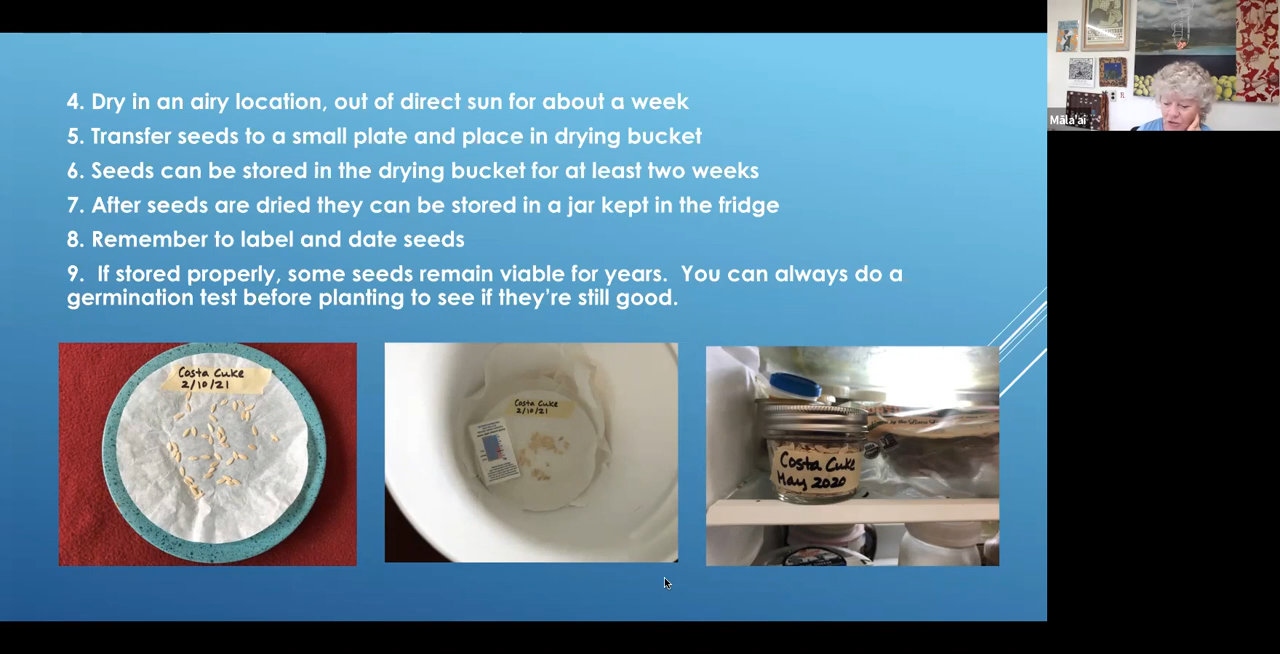 4. Dry in an airy location, out of direct sun for about a week
5. Transfer seeds to a small plate and place in drying bucket
6. Seeds can be stored in the drying bucket for at least two weeks
7. After seeds are dried they can be stored in a jar kept in the fridge
8. Remember to label and date seeds
9.  If stored properly, some seeds remain viable for years.  You can always do a
germination test before planting to see if they're still good.
Costa Cuke
2/10/21
Costa Cuke
2/10/21
Costa Cuke
May 2020
Māla'ai